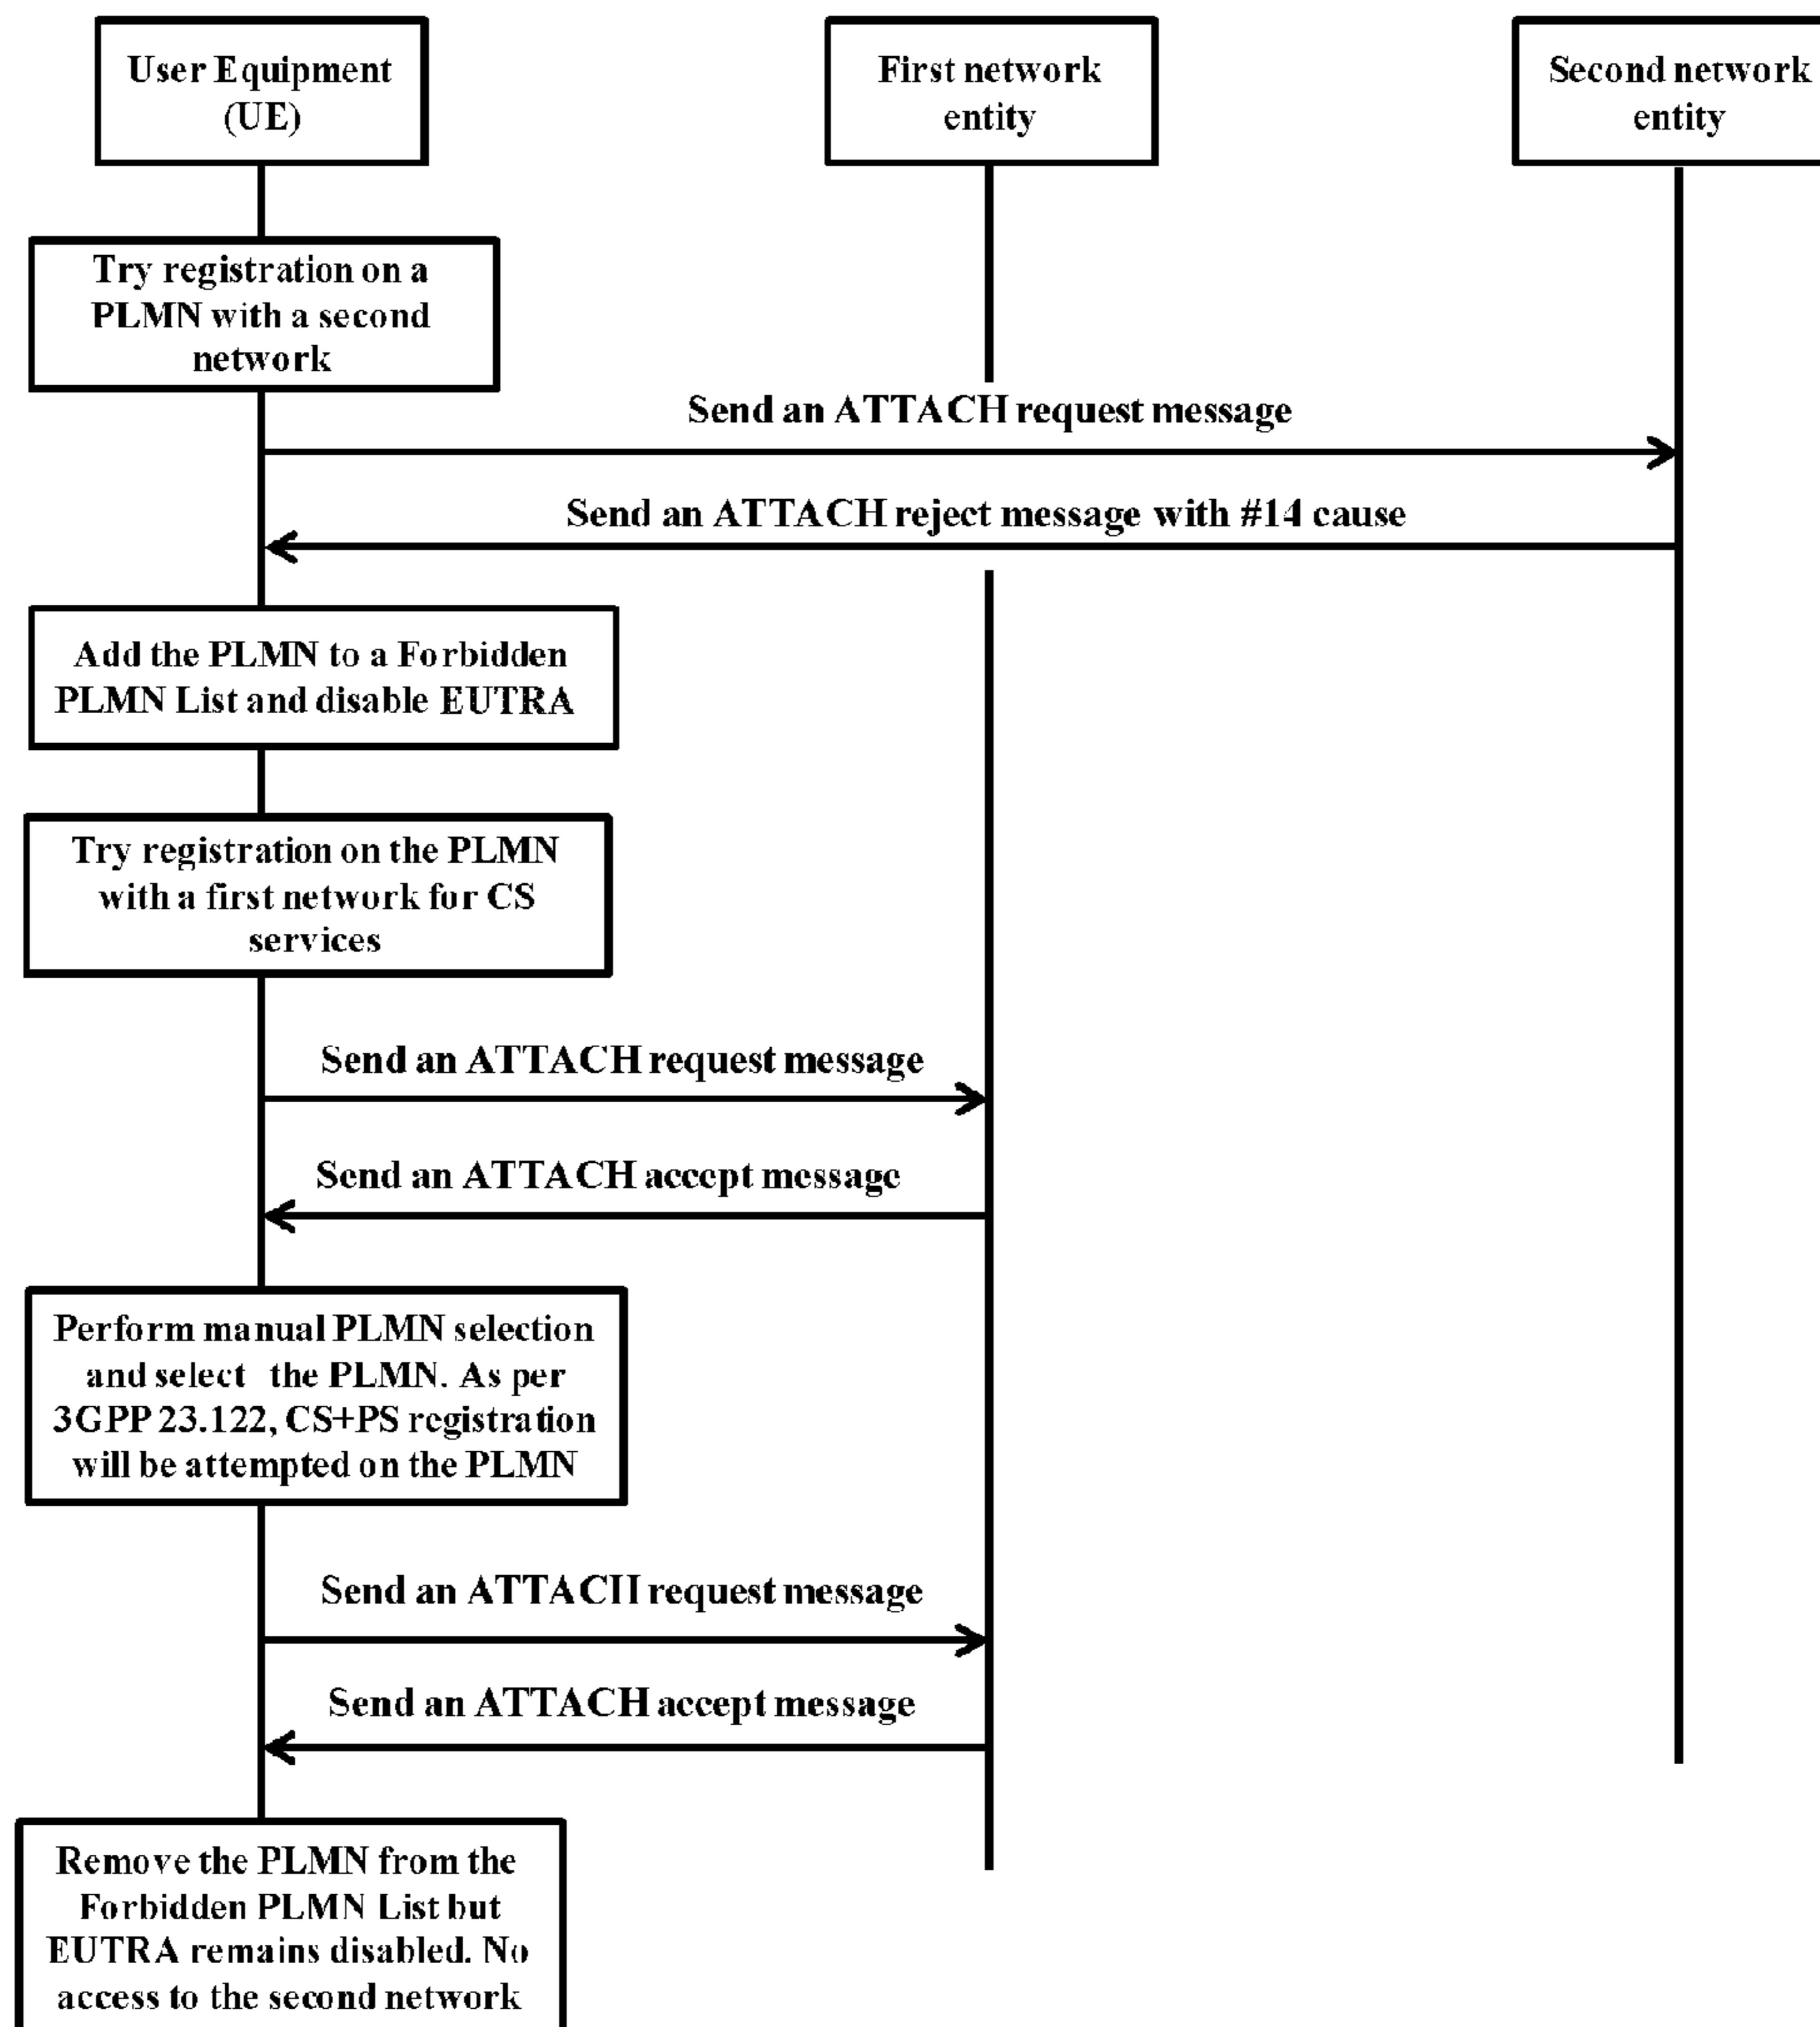 User Equipment
(UE)
First network
entity
Second network
entity
Try registration on a
PLMN with a second
network
Send an ATTACH request message
Send an ATTACH reject message with #14 cause
Add the PLMN to a Forbidden
PLMN List and disable EUTRA
Try registration on the PLMN
with a first network for CS
services
Send an ATTACH request message
Send an ATTACH accept message
Perform manual PLMN selection
and select the PLMN. As per
3GPP 23.122, CS+PS registration
will be attempted on the PLMN
Send an ATTACH request message
Send an ATTACH accept message
Remove the PLMN from the
Forbidden PLMN List but
EUTRA remains disabled. No
access to the second network